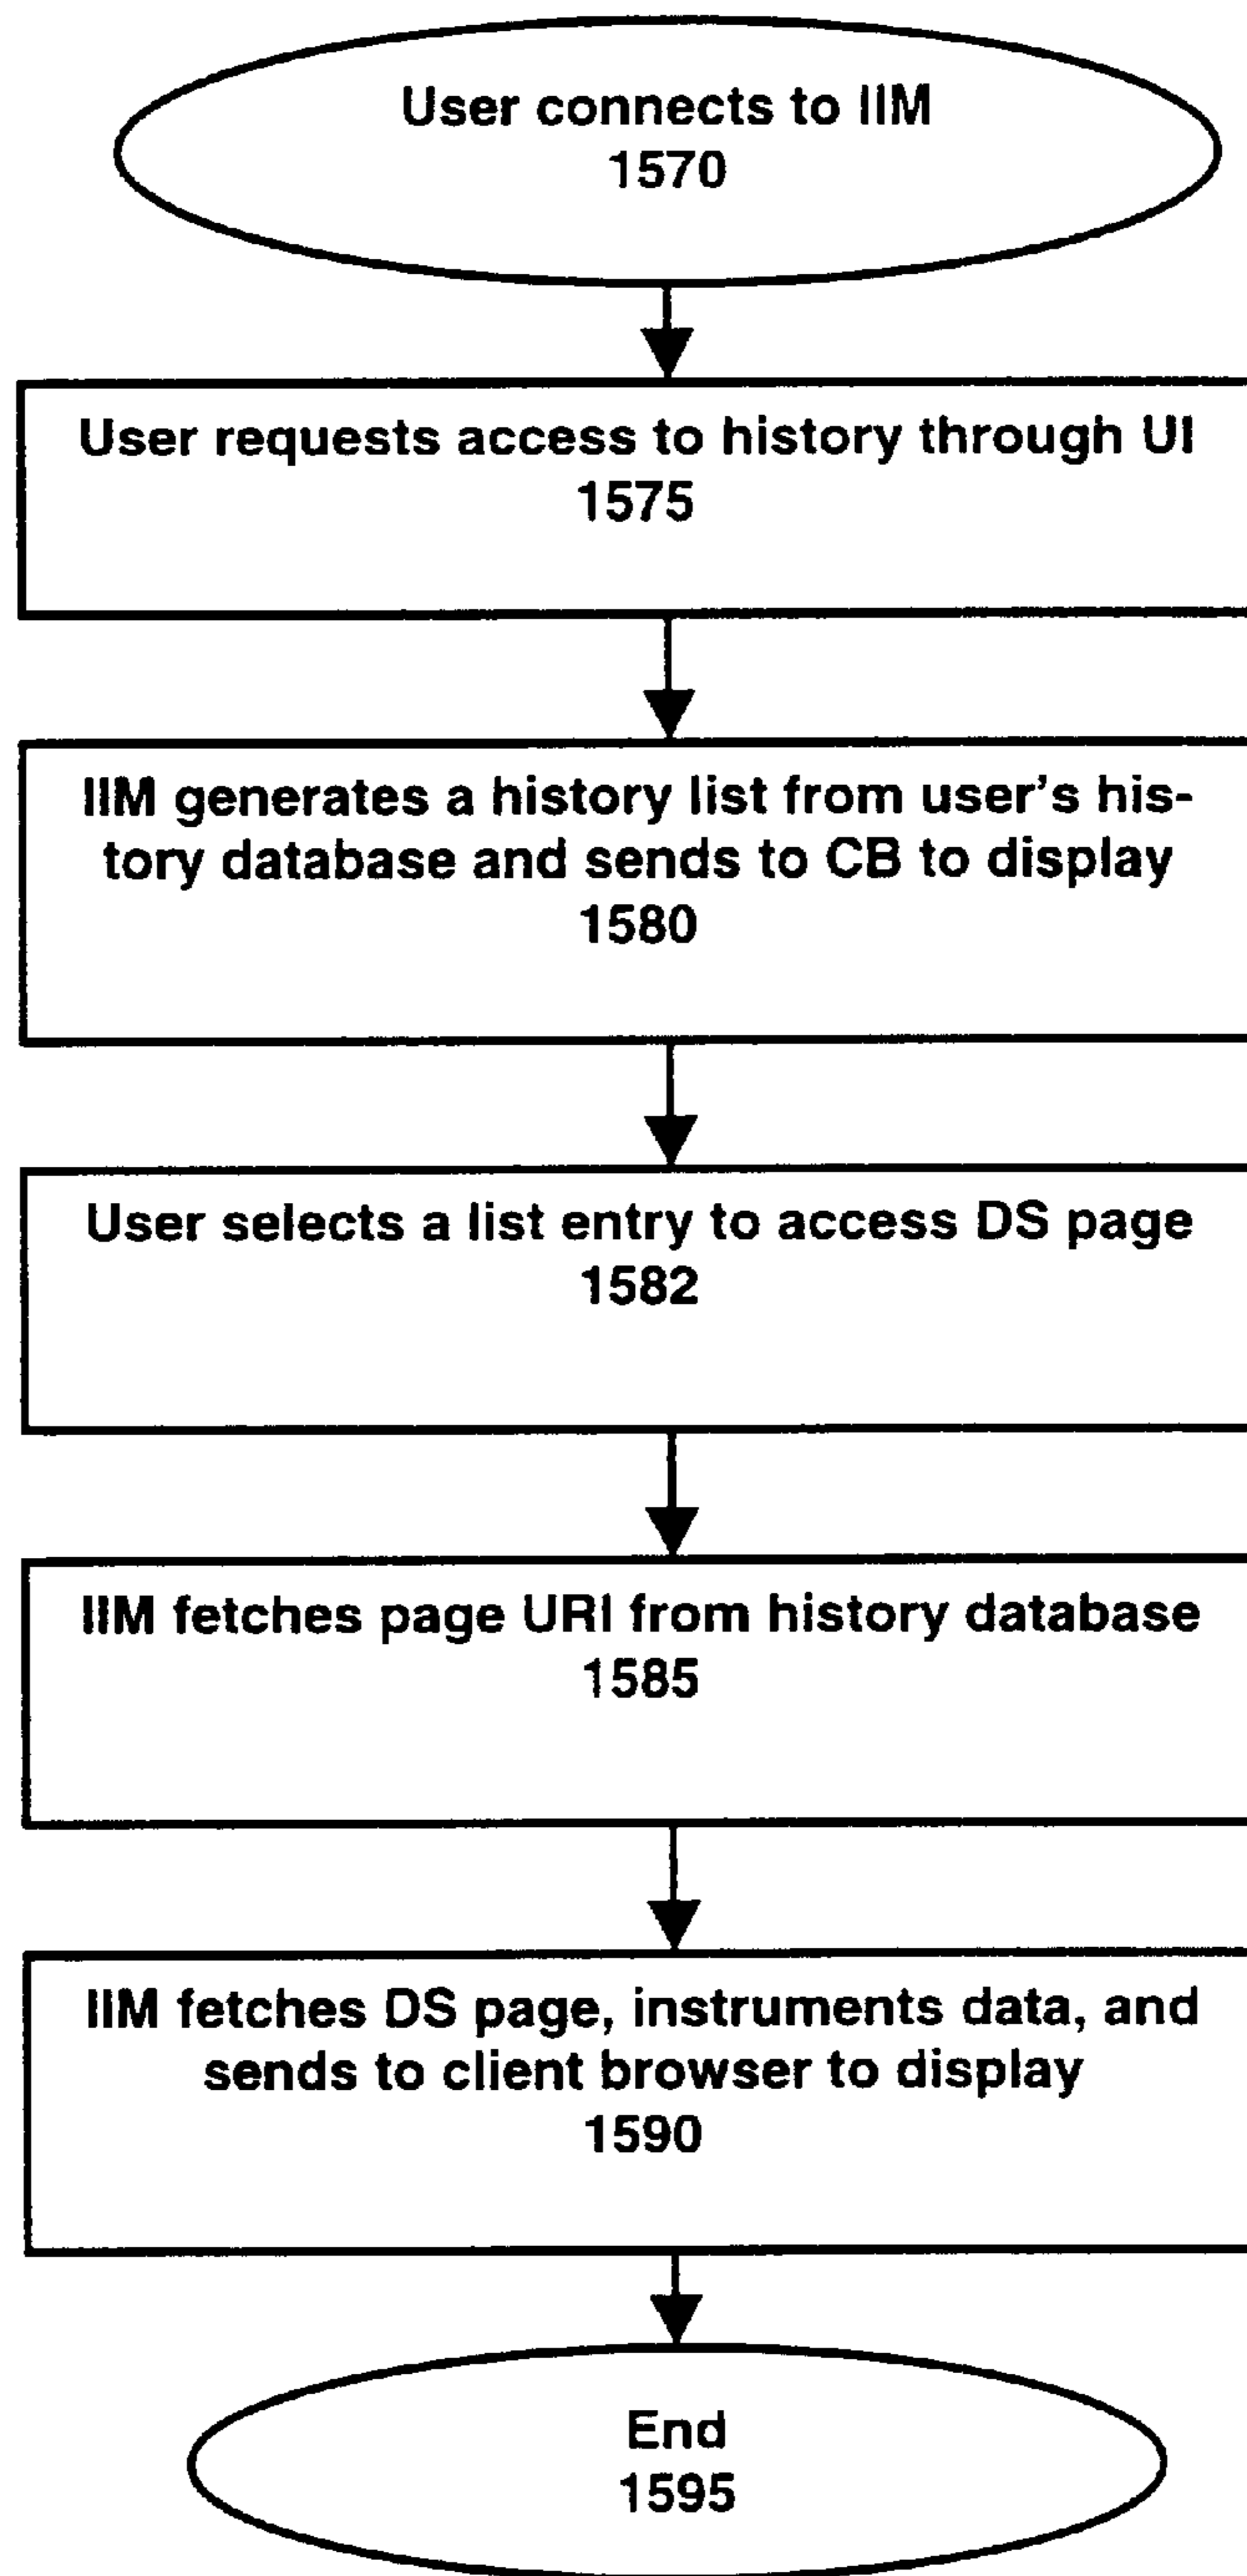 User connects to IIM
1570
User requests access to history through UI
1575
IIM generates a history list from user's his-
tory database and sends to CB to display
1580
User selects a list entry to access DS page
1582
IIM fetches page URI from history database
1585
IIM fetches DS page, instruments data, and
sends to client browser to display
1590
End
1595